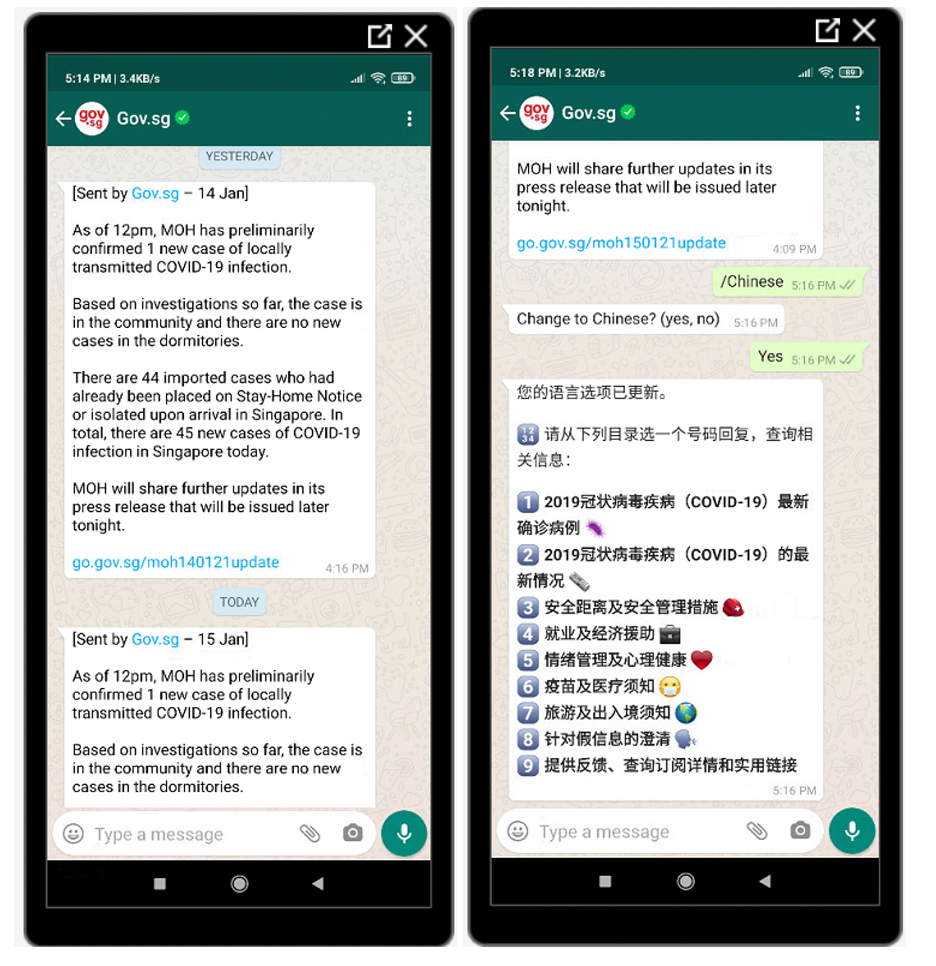 5:14 PM | 3.4KB/s
89
gov
.sg
Gov.sg
YESTERDAY
[Sent by Gov.sg – 14 Jan]
As of 12pm, MOH has preliminarily
confirmed 1 new case of locally
transmitted COVID-19 infection.
Based on investigations so far, the case is
in the community and there are no new
cases in the dormitories.
There are 44 imported cases who had
already been placed on Stay-Home Notice
or isolated upon arrival in Singapore. In
total, there are 45 new cases of COVID-19
infection in Singapore today.
MOH will share further updates in its
press release that will be issued later
tonight.
go.gov.sg/moh140121update
4:16 PM
TODAY
[Sent by Gov.sg – 15 Jan]
As of 12pm, MOH has preliminarily
confirmed 1 new case of locally
transmitted COVID-19 infection.
Based on investigations so far, the case is
in the community and there are no new
cases in the dormitories.
Type a message
5:18 PM | 3.2KB/s
89
gov
.sg
Gov.sg
MOH will share further updates in its
press release that will be issued later
tonight.
go.gov.sg/moh150121update
4:09 PM
/Chinese 5:16 PM
Change to Chinese? (yes, no) 5:16 PM
Yes 5:16 PM
您的语言选项已更新。
🔢 请从下列目录选一个号码回复，查询相
关信息：
1 2019冠状病毒疾病（COVID-19）最新
确诊病例
2 2019冠状病毒疾病（COVID-19）的最
新情况
3 安全距离及安全管理措施
4 就业及经济援助
5 情绪管理及心理健康
6 疫苗及医疗须知
7 旅游及出入境须知
8 针对假信息的澄清
9 提供反馈、查询订阅详情和实用链接
5:16 PM
Type a message